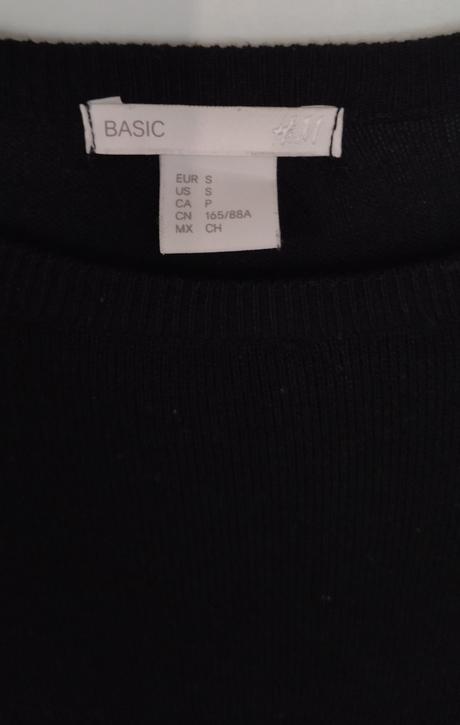 BASIC H&M
EUR S
US S
CA P
CN 165/88A
MX CH